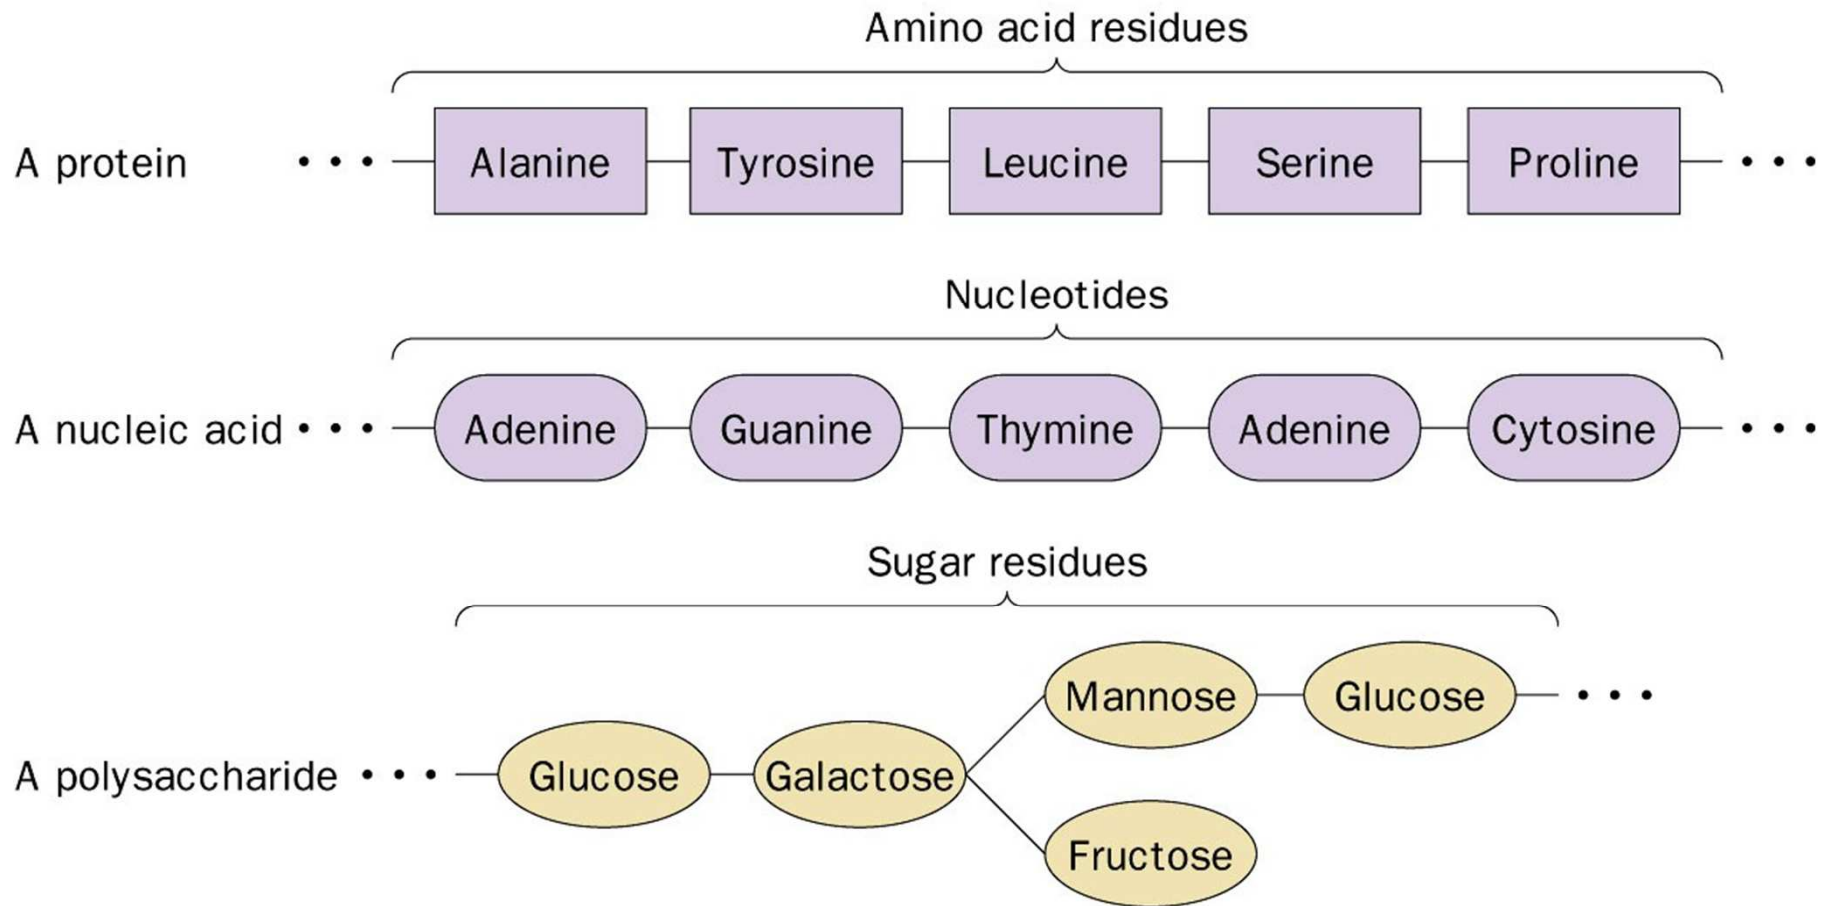 Amino acid residues
A protein • • • Alanine Tyrosine Leucine Serine Proline • • •
Nucleotides
A nucleic acid • • • Adenine Guanine Thymine Adenine Cytosine • • •
Sugar residues
Mannose Glucose • • •
A polysaccharide • • • Glucose Galactose
Fructose